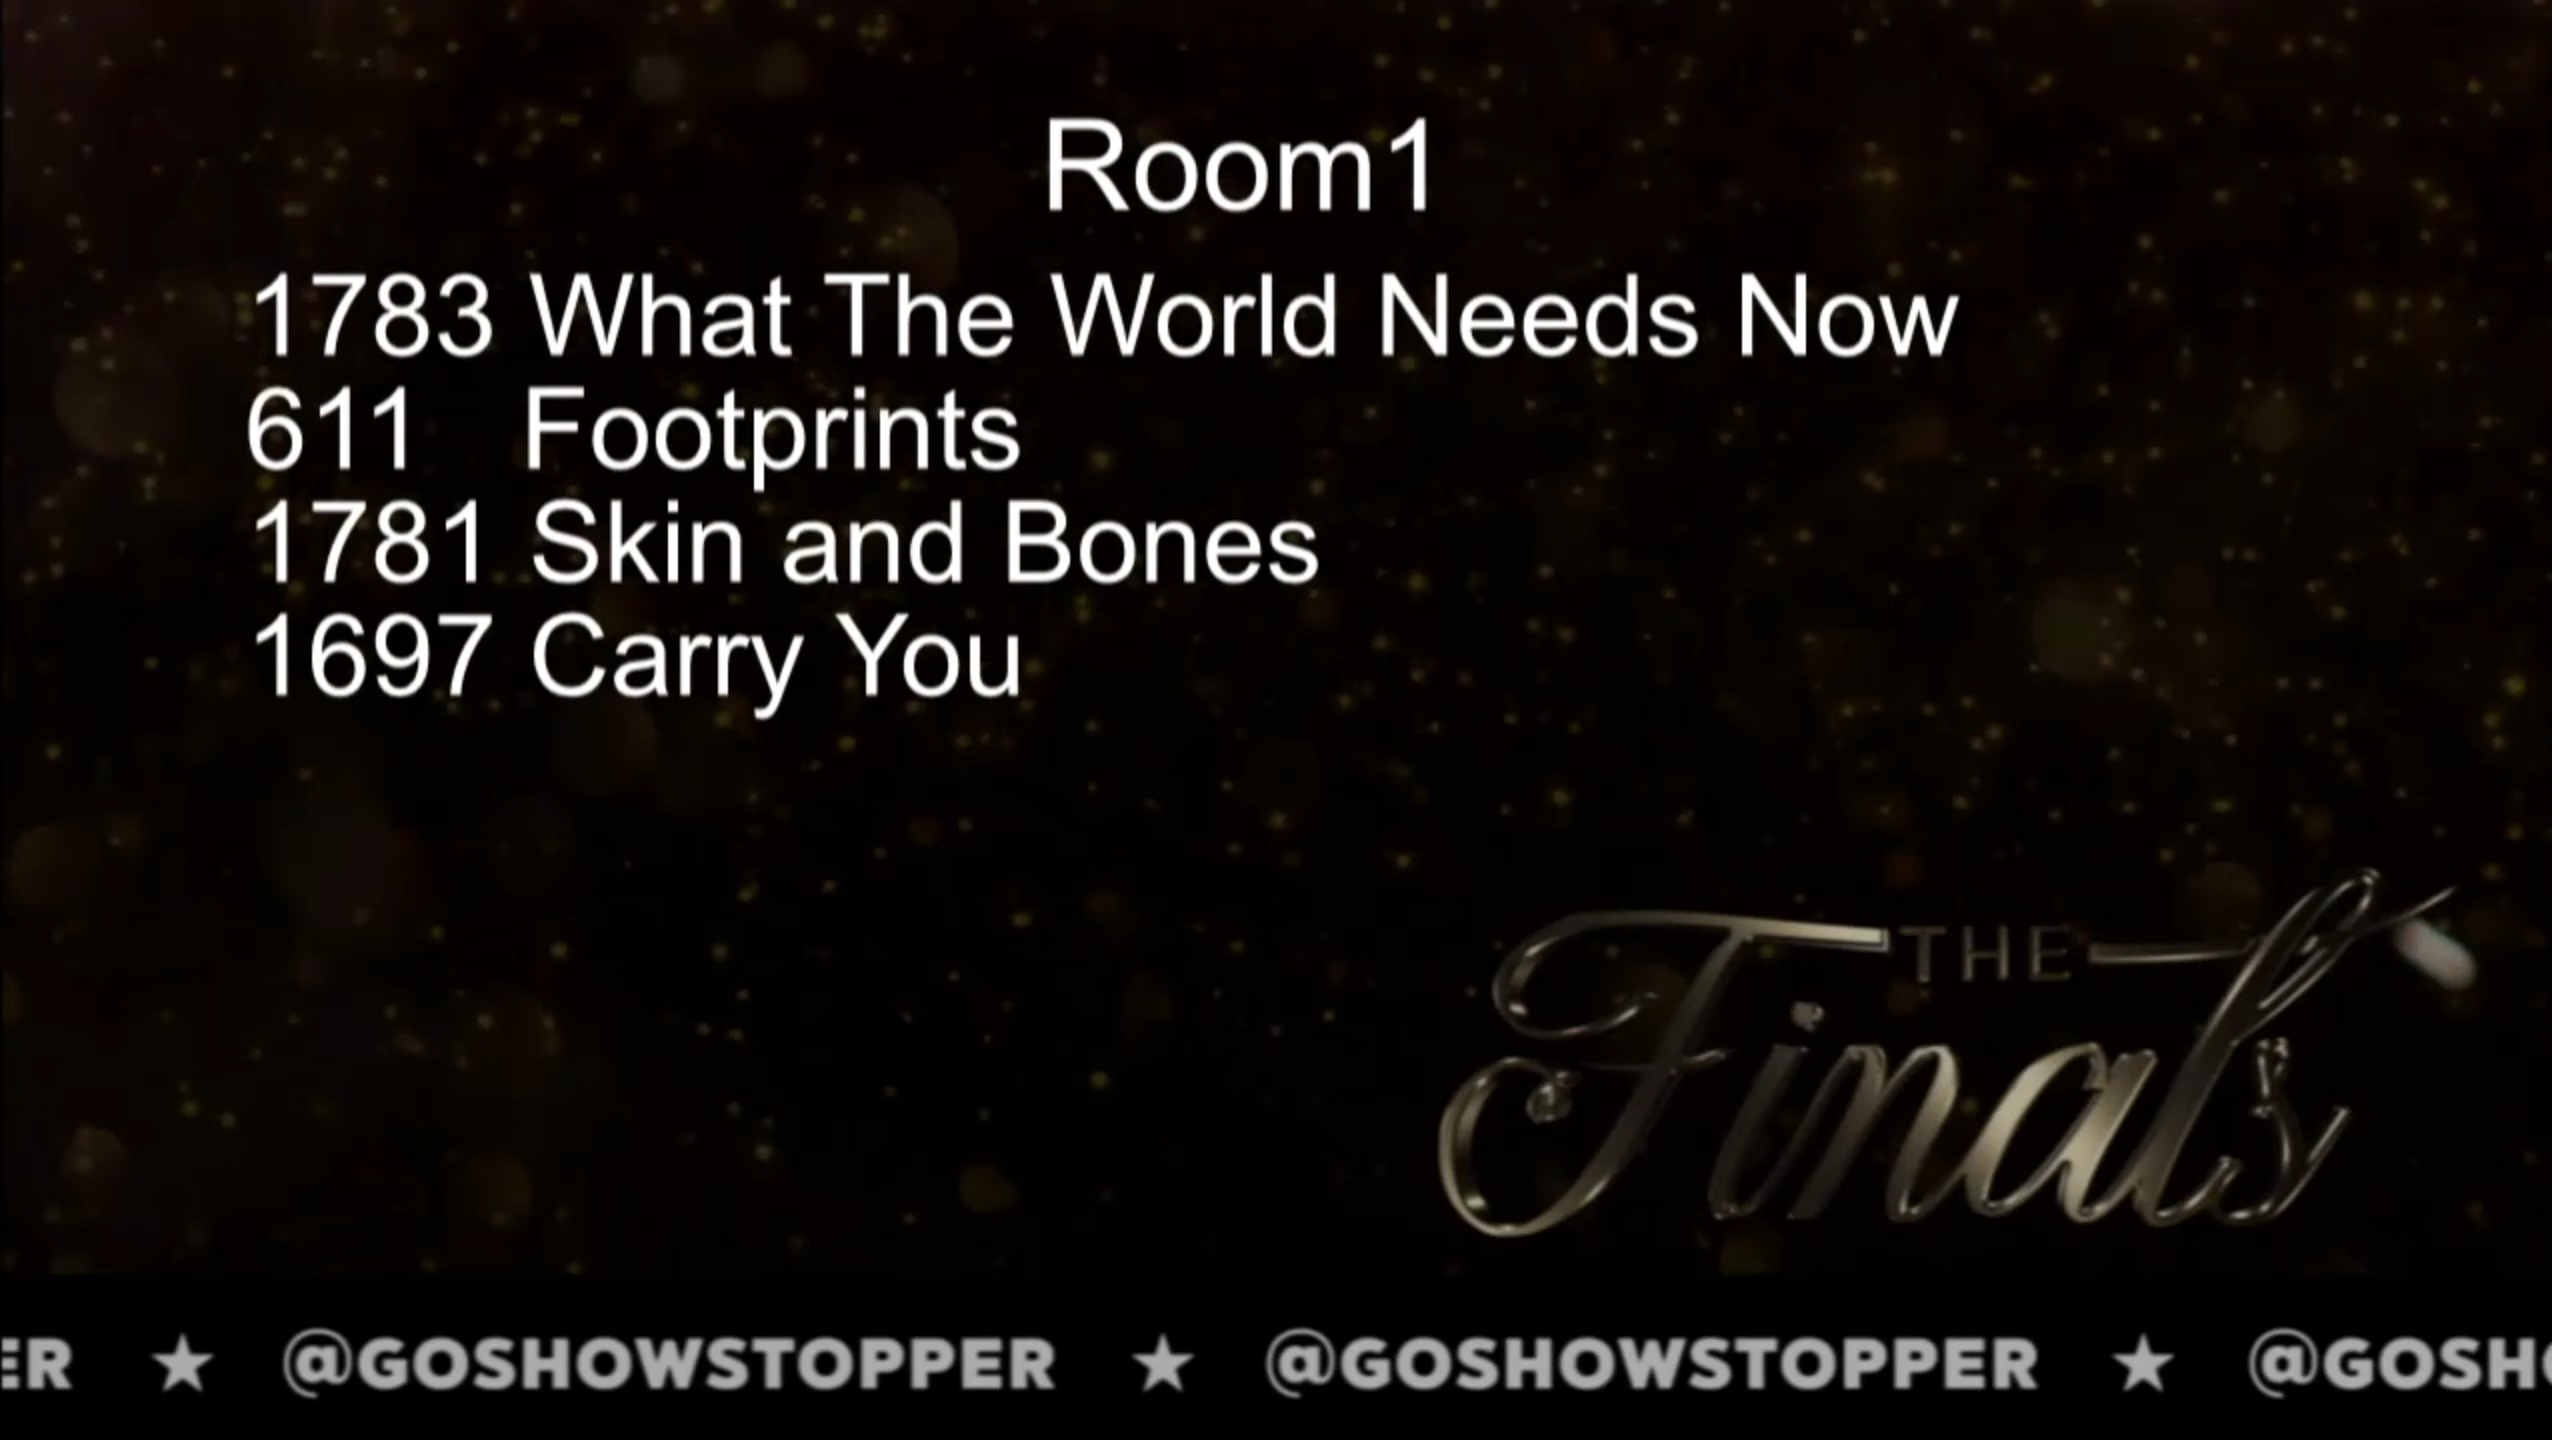 Room1
1783 What The World Needs Now
611 Footprints
1781 Skin and Bones
1697 Carry You
THE
Finals
ER ★ @GOSHOWSTOPPER ★ @GOSHOWSTOPPER ★ @GOSH